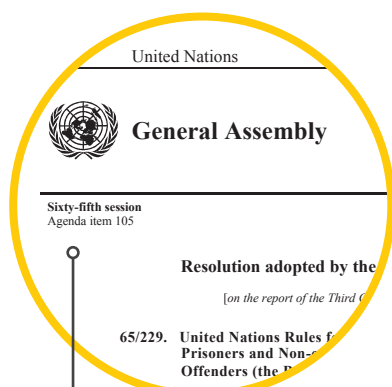 United Nations
General Assembly
Sixty-fifth session
Agenda item 105
Resolution adopted by the
[on the report of the Third
65/229. United Nations Rules
Prisoners and
Offenders (the